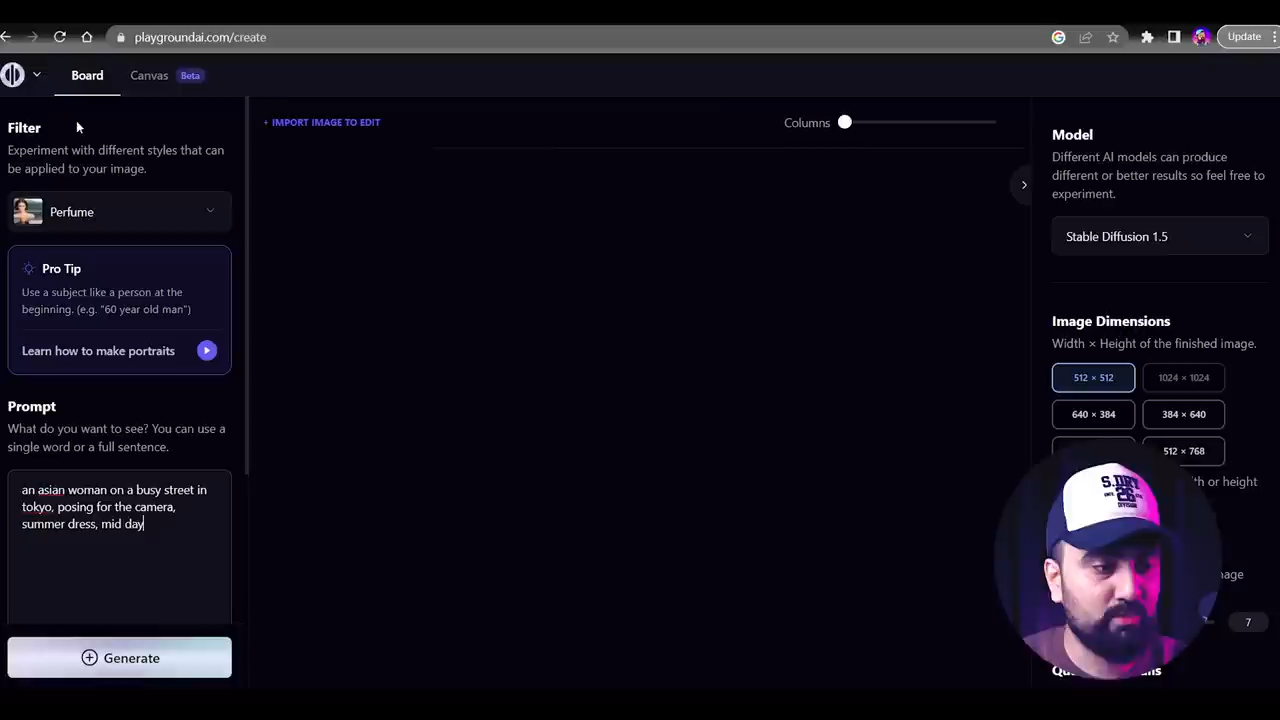 playgroundai.com/create
Update
Board
Canvas
Beta
Filter
Experiment with different styles that can
be applied to your image.
Perfume
Pro Tip
Use a subject like a person at the
beginning. (e.g. "60 year old man")
Learn how to make portraits
Prompt
What do you want to see? You can use a
single word or a full sentence.
an asian woman on a busy street in
tokyo, posing for the camera,
summer dress, mid day
Generate
+ IMPORT IMAGE TO EDIT
Columns
Model
Different AI models can produce
different or better results so feel free to
experiment.
Stable Diffusion 1.5
Image Dimensions
Width × Height of the finished image.
512 × 512
1024 × 1024
640 × 384
384 × 640
512 × 768
or height
7
S.DRY
26
DIVISION